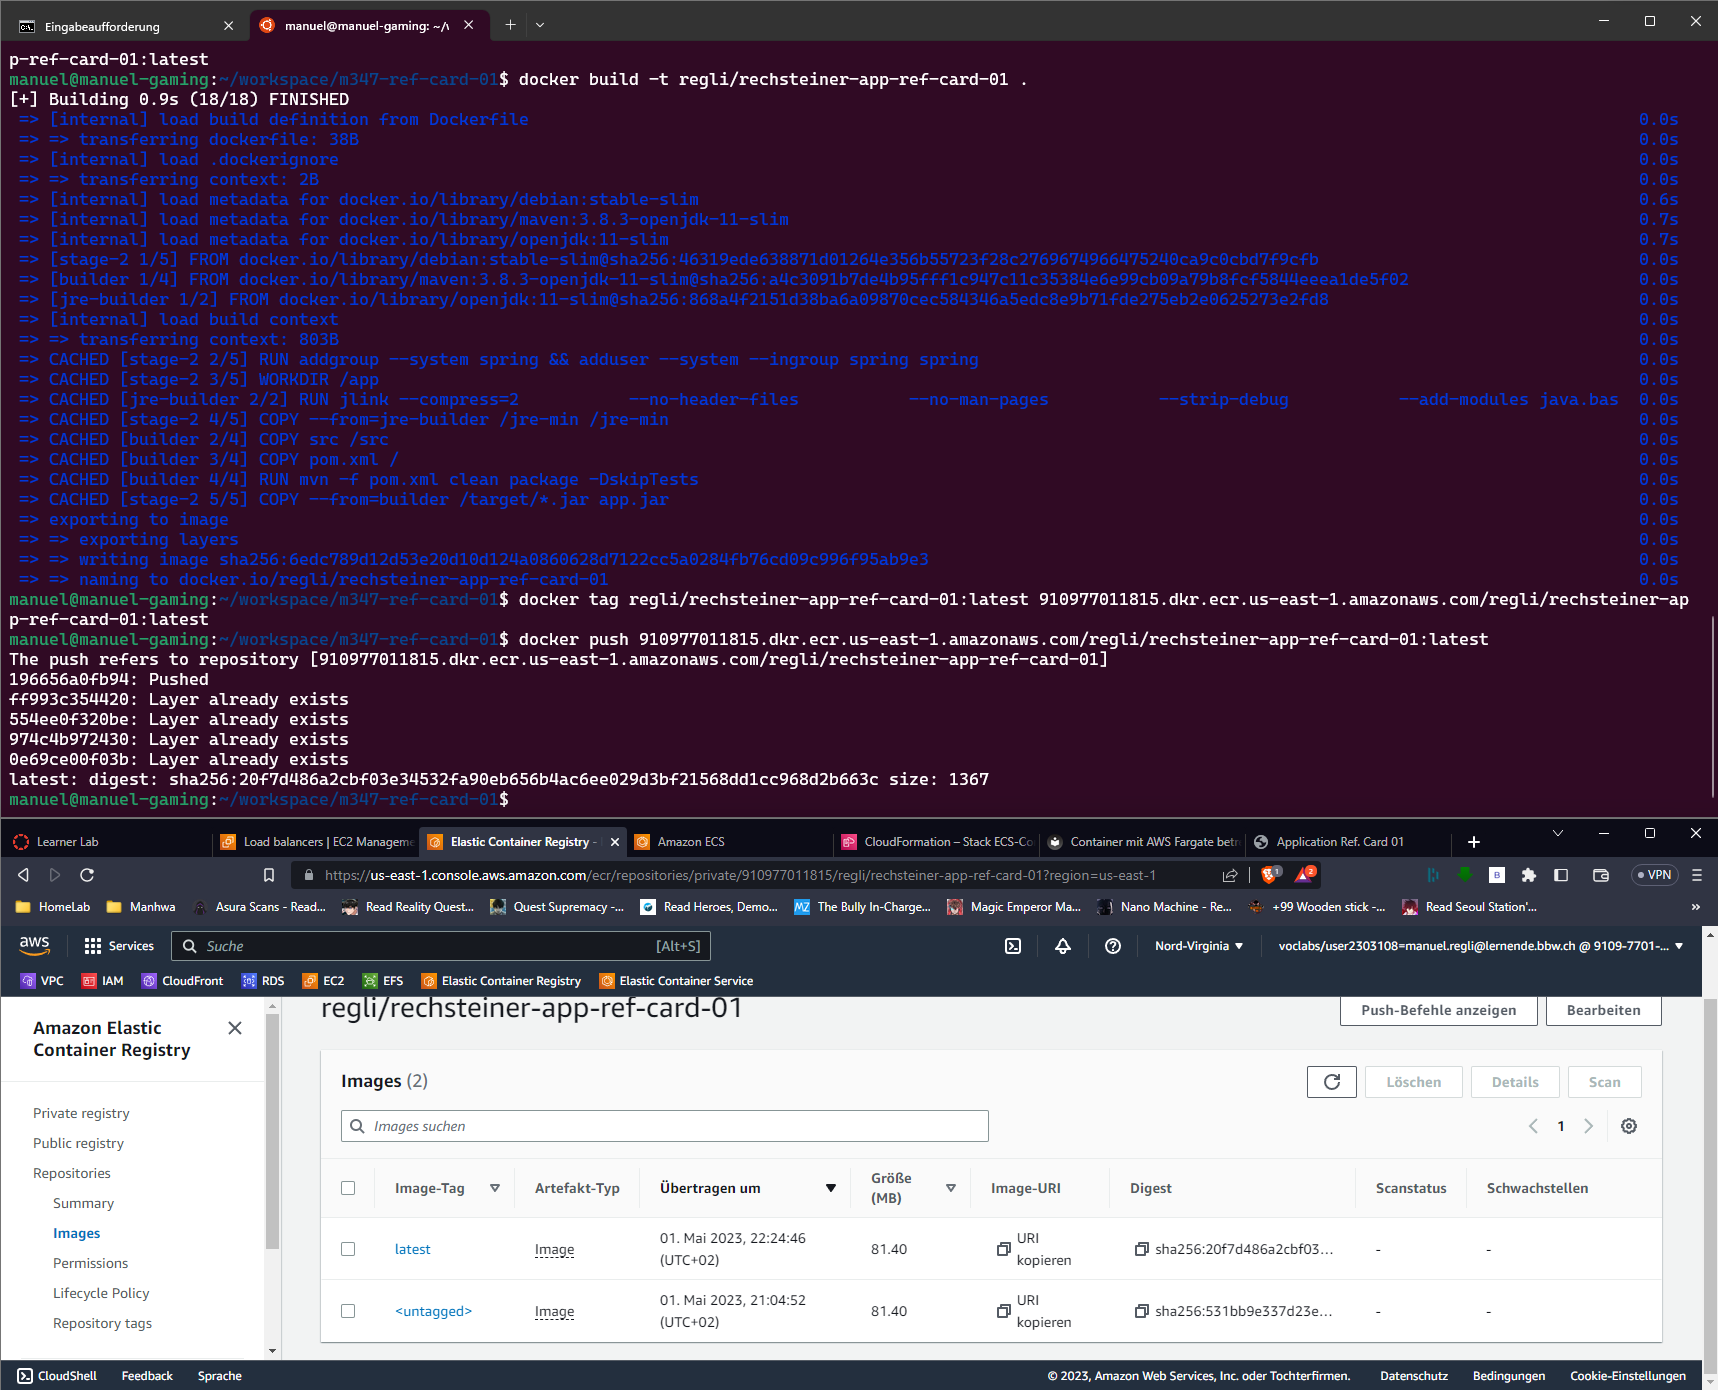 Eingabeaufforderung
manuel@manuel-gaming: ~/v
p-ref-card-01:latest
manuel@manuel-gaming:~/workspace/m347-ref-card-01$ docker build -t regli/rechsteiner-app-ref-card-01 .
[+] Building 0.9s (18/18) FINISHED
=> [internal] load build definition from Dockerfile 0.0s
=> => transferring dockerfile: 38B 0.0s
=> [internal] load .dockerignore 0.0s
=> => transferring context: 2B 0.0s
=> [internal] load metadata for docker.io/library/debian:stable-slim 0.6s
=> [internal] load metadata for docker.io/library/maven:3.8.3-openjdk-11-slim 0.7s
=> [internal] load metadata for docker.io/library/openjdk:11-slim 0.7s
=> [stage-2 1/5] FROM docker.io/library/debian:stable-slim@sha256:46319ede638871d01264e356b55723f28c2769674966475240ca9c0cbd7f9cfb 0.0s
=> [builder 1/4] FROM docker.io/library/maven:3.8.3-openjdk-11-slim@sha256:a4c3091b7de4b95fff1c947c11c35384e6e99cb09a79b8fcf5844eeea1de5f02 0.0s
=> [jre-builder 1/2] FROM docker.io/library/openjdk:11-slim@sha256:868a4f2151d38ba6a09870cec584346a5edc8e9b71fde275eb2e0625273e2fd8 0.0s
=> [internal] load build context 0.0s
=> => transferring context: 803B 0.0s
=> CACHED [stage-2 2/5] RUN addgroup --system spring && adduser --system --ingroup spring spring 0.0s
=> CACHED [stage-2 3/5] WORKDIR /app 0.0s
=> CACHED [jre-builder 2/2] RUN jlink --compress=2 --no-header-files --no-man-pages --strip-debug --add-modules java.bas 0.0s
=> CACHED [stage-2 4/5] COPY --from=jre-builder /jre-min /jre-min 0.0s
=> CACHED [builder 2/4] COPY src /src 0.0s
=> CACHED [builder 3/4] COPY pom.xml / 0.0s
=> CACHED [builder 4/4] RUN mvn -f pom.xml clean package -DskipTests 0.0s
=> CACHED [stage-2 5/5] COPY --from=builder /target/*.jar app.jar 0.0s
=> exporting to image 0.0s
=> => exporting layers 0.0s
=> => writing image sha256:6edc789d12d53e20d10d124a0860628d7122cc5a0284fb76cd09c996f95ab9e3 0.0s
=> => naming to docker.io/regli/rechsteiner-app-ref-card-01 0.0s
manuel@manuel-gaming:~/workspace/m347-ref-card-01$ docker tag regli/rechsteiner-app-ref-card-01:latest 910977011815.dkr.ecr.us-east-1.amazonaws.com/regli/rechsteiner-ap
p-ref-card-01:latest
manuel@manuel-gaming:~/workspace/m347-ref-card-01$ docker push 910977011815.dkr.ecr.us-east-1.amazonaws.com/regli/rechsteiner-app-ref-card-01:latest
The push refers to repository [910977011815.dkr.ecr.us-east-1.amazonaws.com/regli/rechsteiner-app-ref-card-01]
196656a0fb94: Pushed
ff993c354420: Layer already exists
554ee0f320be: Layer already exists
974c4b972430: Layer already exists
0e69ce00f03b: Layer already exists
latest: digest: sha256:20f7d486a2cbf03e34532fa90eb656b4ac6ee029d3bf21568dd1cc968d2b663c size: 1367
manuel@manuel-gaming:~/workspace/m347-ref-card-01$
Learner Lab
Load balancers | EC2 Manageme
Elastic Container Registry -
Amazon ECS
CloudFormation – Stack ECS-Co
Container mit AWS Fargate betr
Application Ref. Card 01
https://us-east-1.console.aws.amazon.com/ecr/repositories/private/910977011815/regli/rechsteiner-app-ref-card-01?region=us-east-1
1
2
B
VPN
HomeLab
Manhwa
Asura Scans - Read...
Read Reality Quest...
Quest Supremacy -...
Read Heroes, Demo...
MZ
The Bully In-Charge...
Magic Emperor Ma...
Nano Machine - Re...
+99 Wooden stick -...
Read Seoul Station'...
»
aws
Services
Suche
[Alt+S]
Nord-Virginia
voclabs/user2303108=manuel.regli@lernende.bbw.ch @ 9109-7701-...
VPC
IAM
CloudFront
RDS
EC2
EFS
Elastic Container Registry
Elastic Container Service
Amazon Elastic
Container Registry
Private registry
Public registry
Repositories
Summary
Images
Permissions
Lifecycle Policy
Repository tags
regli/rechsteiner-app-ref-card-01
Push-Befehle anzeigen
Bearbeiten
Images (2)
Löschen
Details
Scan
Images suchen
1
Image-Tag
Artefakt-Typ
Übertragen um
Größe
(MB)
Image-URI
Digest
Scanstatus
Schwachstellen
latest
Image
01. Mai 2023, 22:24:46
(UTC+02)
81.40
URI
kopieren
sha256:20f7d486a2cbf03...
-
-
<untagged>
Image
01. Mai 2023, 21:04:52
(UTC+02)
81.40
URI
kopieren
sha256:531bb9e337d23e...
-
-
CloudShell
Feedback
Sprache
© 2023, Amazon Web Services, Inc. oder Tochterfirmen.
Datenschutz
Bedingungen
Cookie-Einstellungen